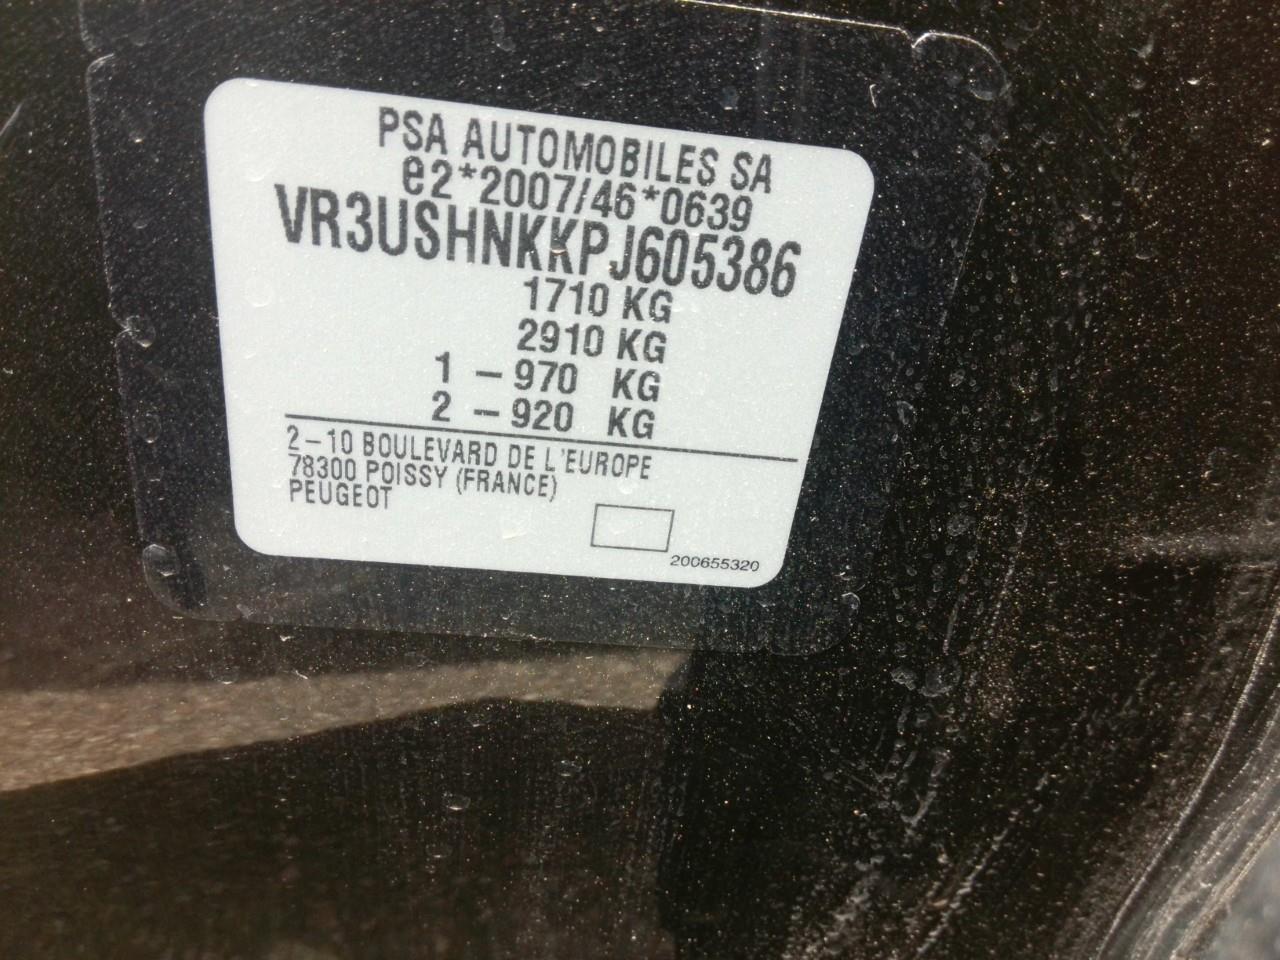 PSA AUTOMOBILES SA
e2*2007/46*0639
VR3USHNKKPJ605386
1710 KG
2910 KG
1 – 970 KG
2 – 920 KG
2–10 BOULEVARD DE L'EUROPE
78300 POISSY (FRANCE)
PEUGEOT
200655320